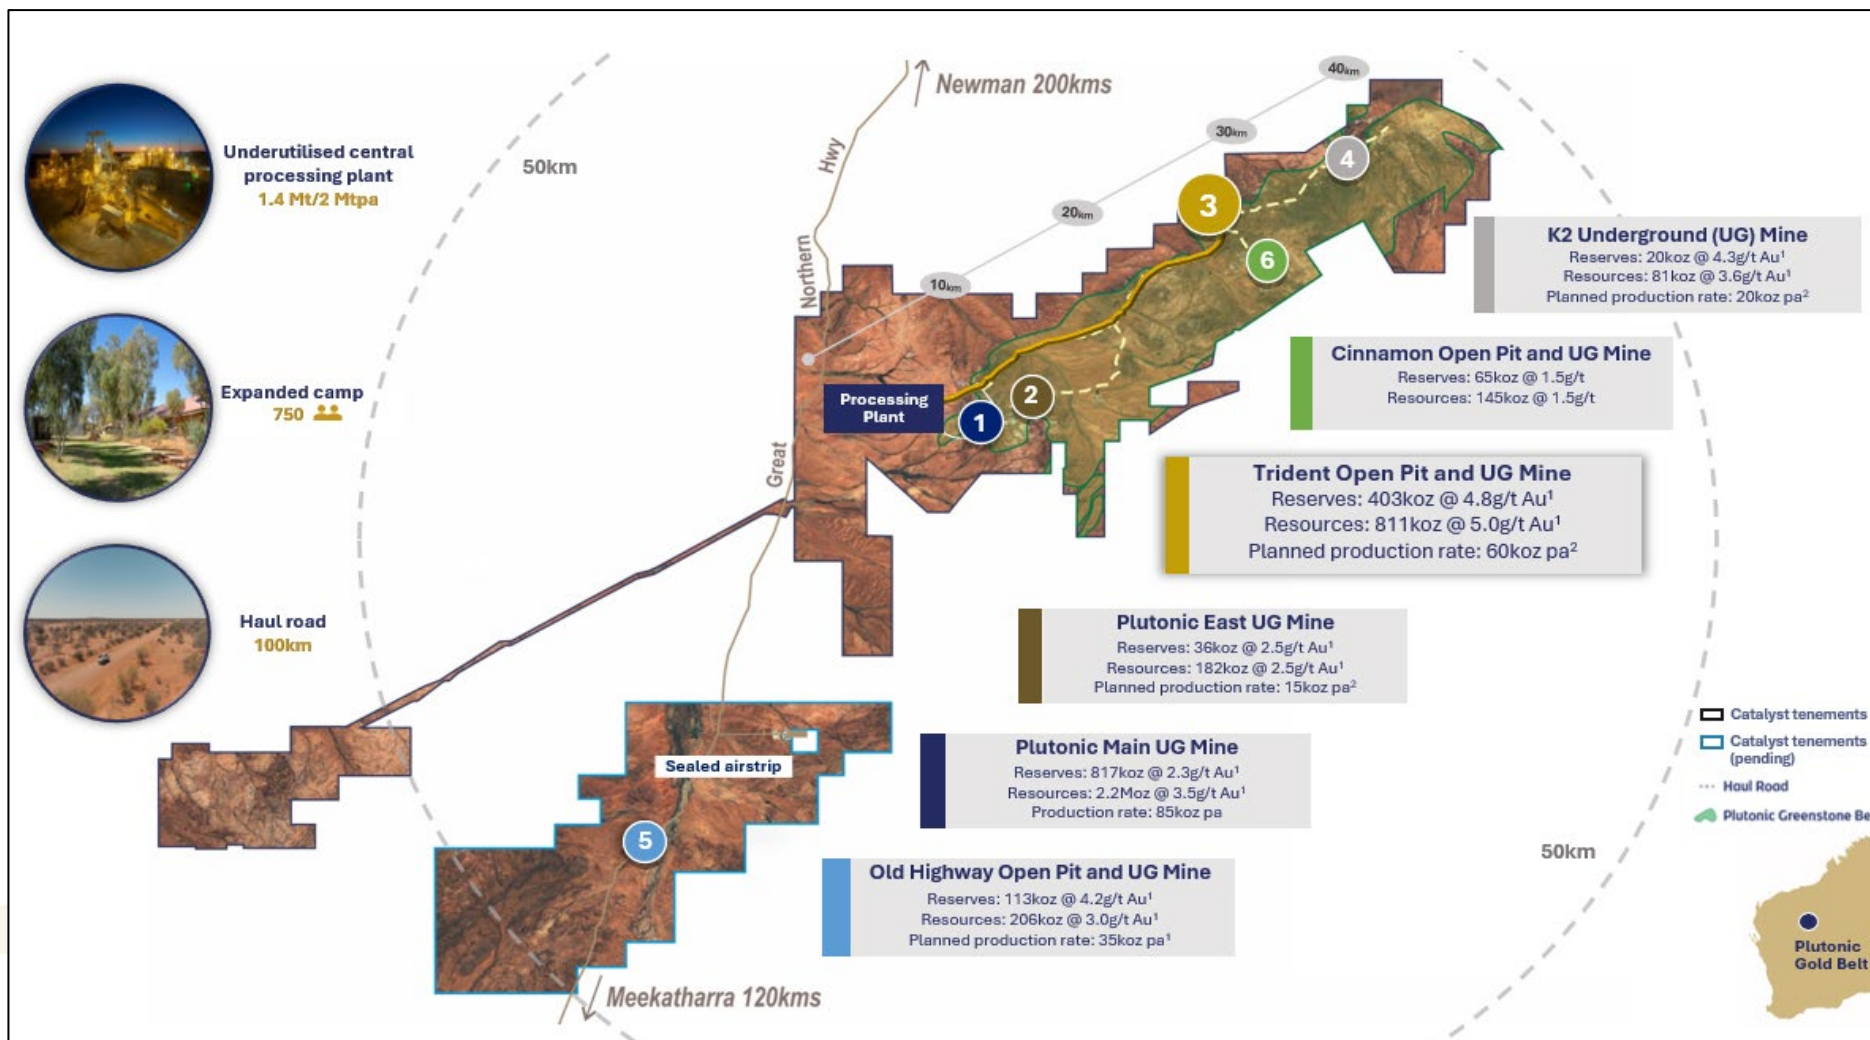 Underutilised central
processing plant
1.4 Mt/2 Mtpa
Expanded camp
750
Haul road
100km
50km
Newman 200kms
Hwy
Northern
Great
10km
20km
30km
40km
4
3
6
2
1
Processing
Plant
K2 Underground (UG) Mine
Reserves: 20koz @ 4.3g/t Au¹
Resources: 81koz @ 3.6g/t Au¹
Planned production rate: 20koz pa²
Cinnamon Open Pit and UG Mine
Reserves: 65koz @ 1.5g/t
Resources: 145koz @ 1.5g/t
Trident Open Pit and UG Mine
Reserves: 403koz @ 4.8g/t Au¹
Resources: 811koz @ 5.0g/t Au¹
Planned production rate: 60koz pa²
Plutonic East UG Mine
Reserves: 36koz @ 2.5g/t Au¹
Resources: 182koz @ 2.5g/t Au¹
Planned production rate: 15koz pa²
Plutonic Main UG Mine
Reserves: 817koz @ 2.3g/t Au¹
Resources: 2.2Moz @ 3.5g/t Au¹
Production rate: 85koz pa
Old Highway Open Pit and UG Mine
Reserves: 113koz @ 4.2g/t Au¹
Resources: 206koz @ 3.0g/t Au¹
Planned production rate: 35koz pa¹
Sealed airstrip
5
Meekatharra 120kms
50km
Catalyst tenements
Catalyst tenements
(pending)
Haul Road
Plutonic Greenstone Be
Plutonic
Gold Belt